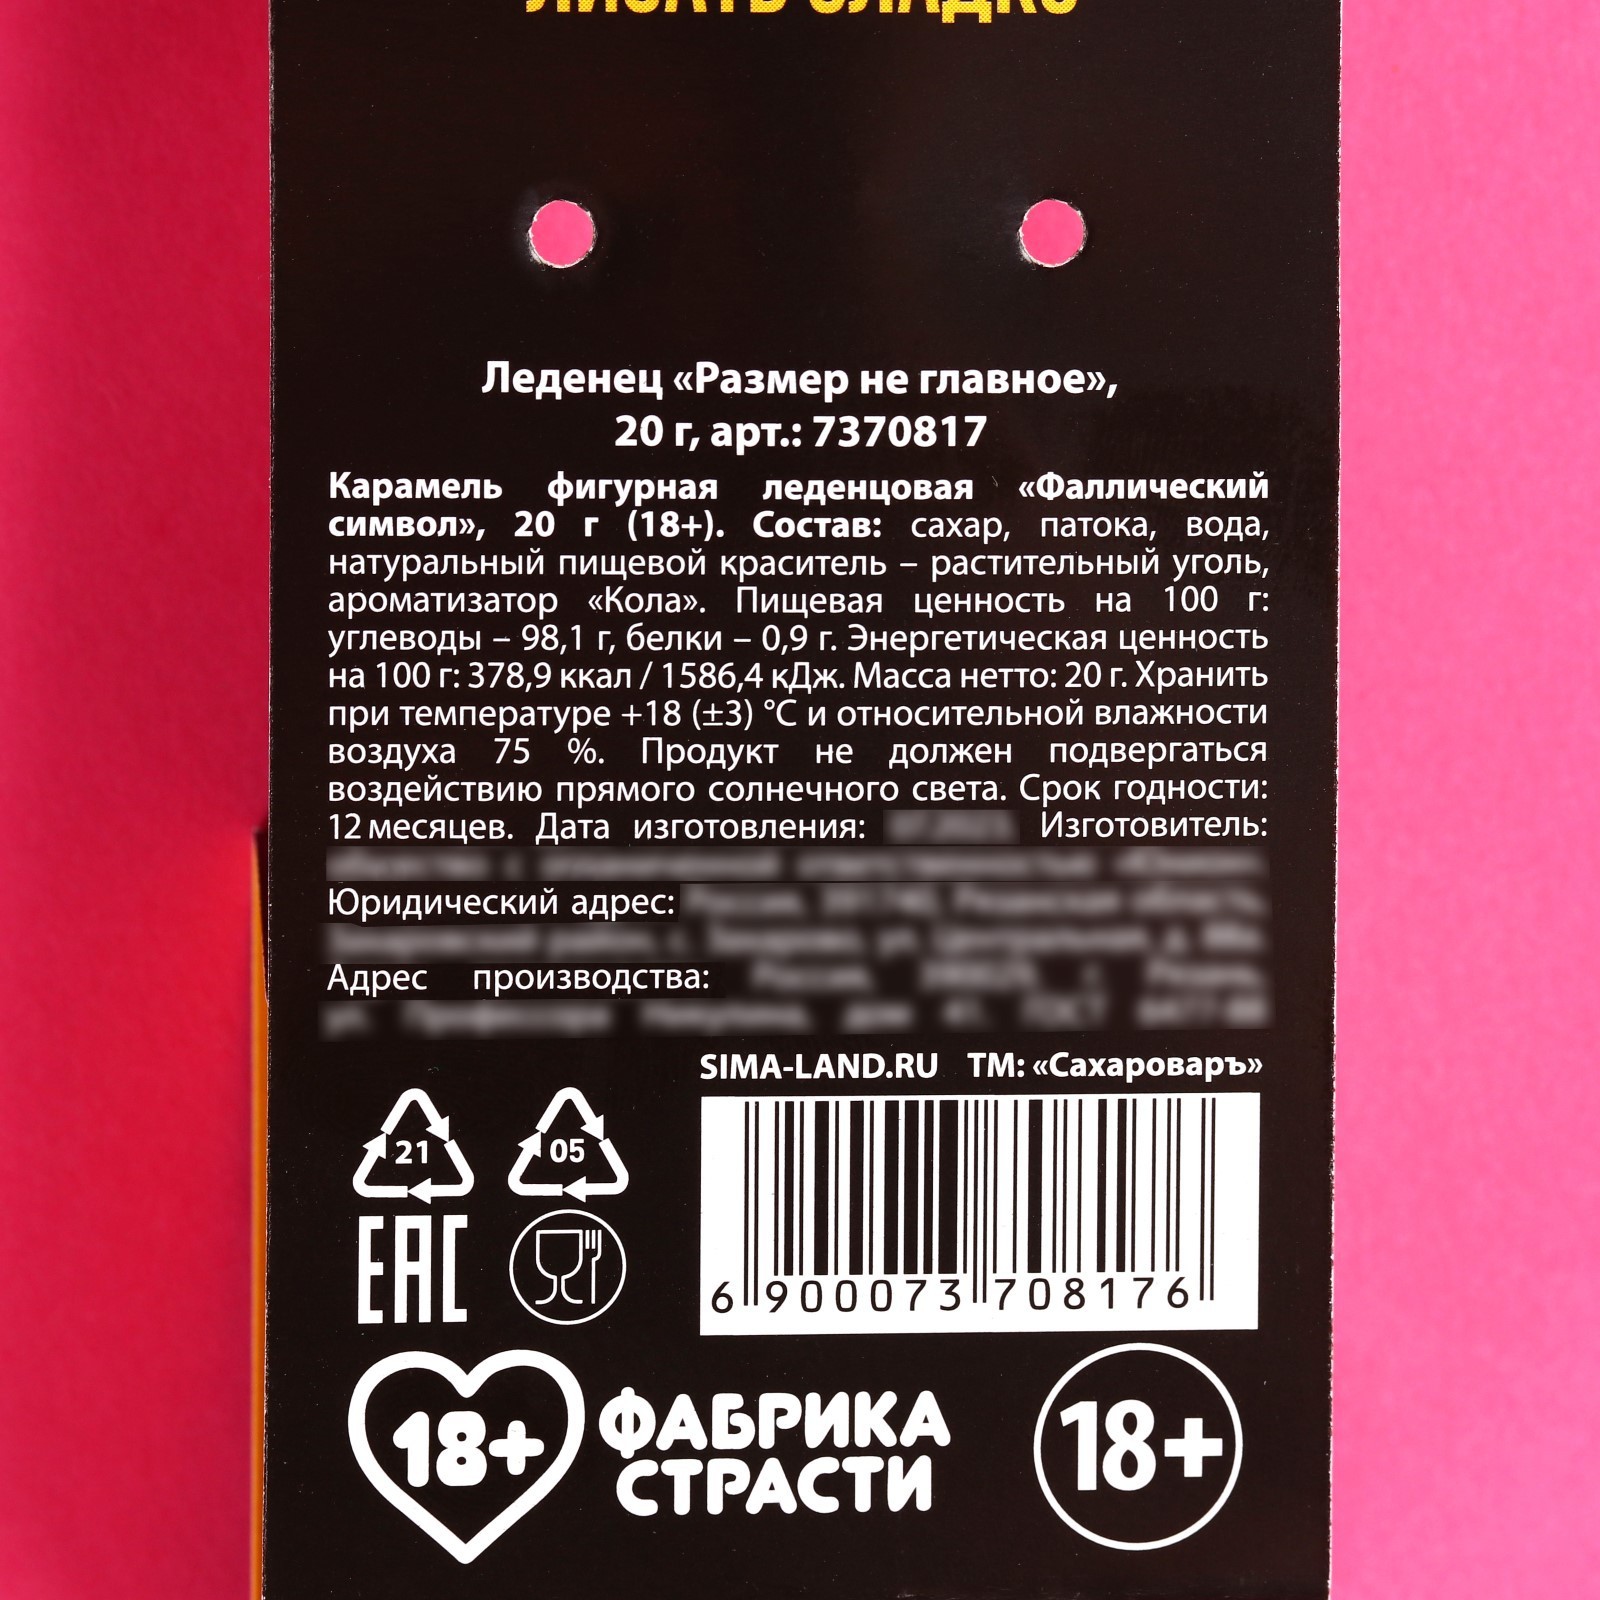 ЛИЗАТЬ СЛАДКО
Леденец «Размер не главное»,
20 г, арт.: 7370817
Карамель фигурная леденцовая «Фаллический
символ», 20 г (18+). Состав: сахар, патока, вода,
натуральный пищевой краситель – растительный уголь,
ароматизатор «Кола». Пищевая ценность на 100 г:
углеводы – 98,1 г, белки – 0,9 г. Энергетическая ценность
на 100 г: 378,9 ккал / 1586,4 кДж. Масса нетто: 20 г. Хранить
при температуре +18 (±3) °С и относительной влажности
воздуха 75 %. Продукт не должен подвергаться
воздействию прямого солнечного света. Срок годности:
12 месяцев. Дата изготовления: Изготовитель:
Юридический адрес:
Адрес производства:
SIMA-LAND.RU ТМ: «Сахароваръ»
21 05
EAC
6 900073 708176
18+ ФАБРИКА
СТРАСТИ
18+